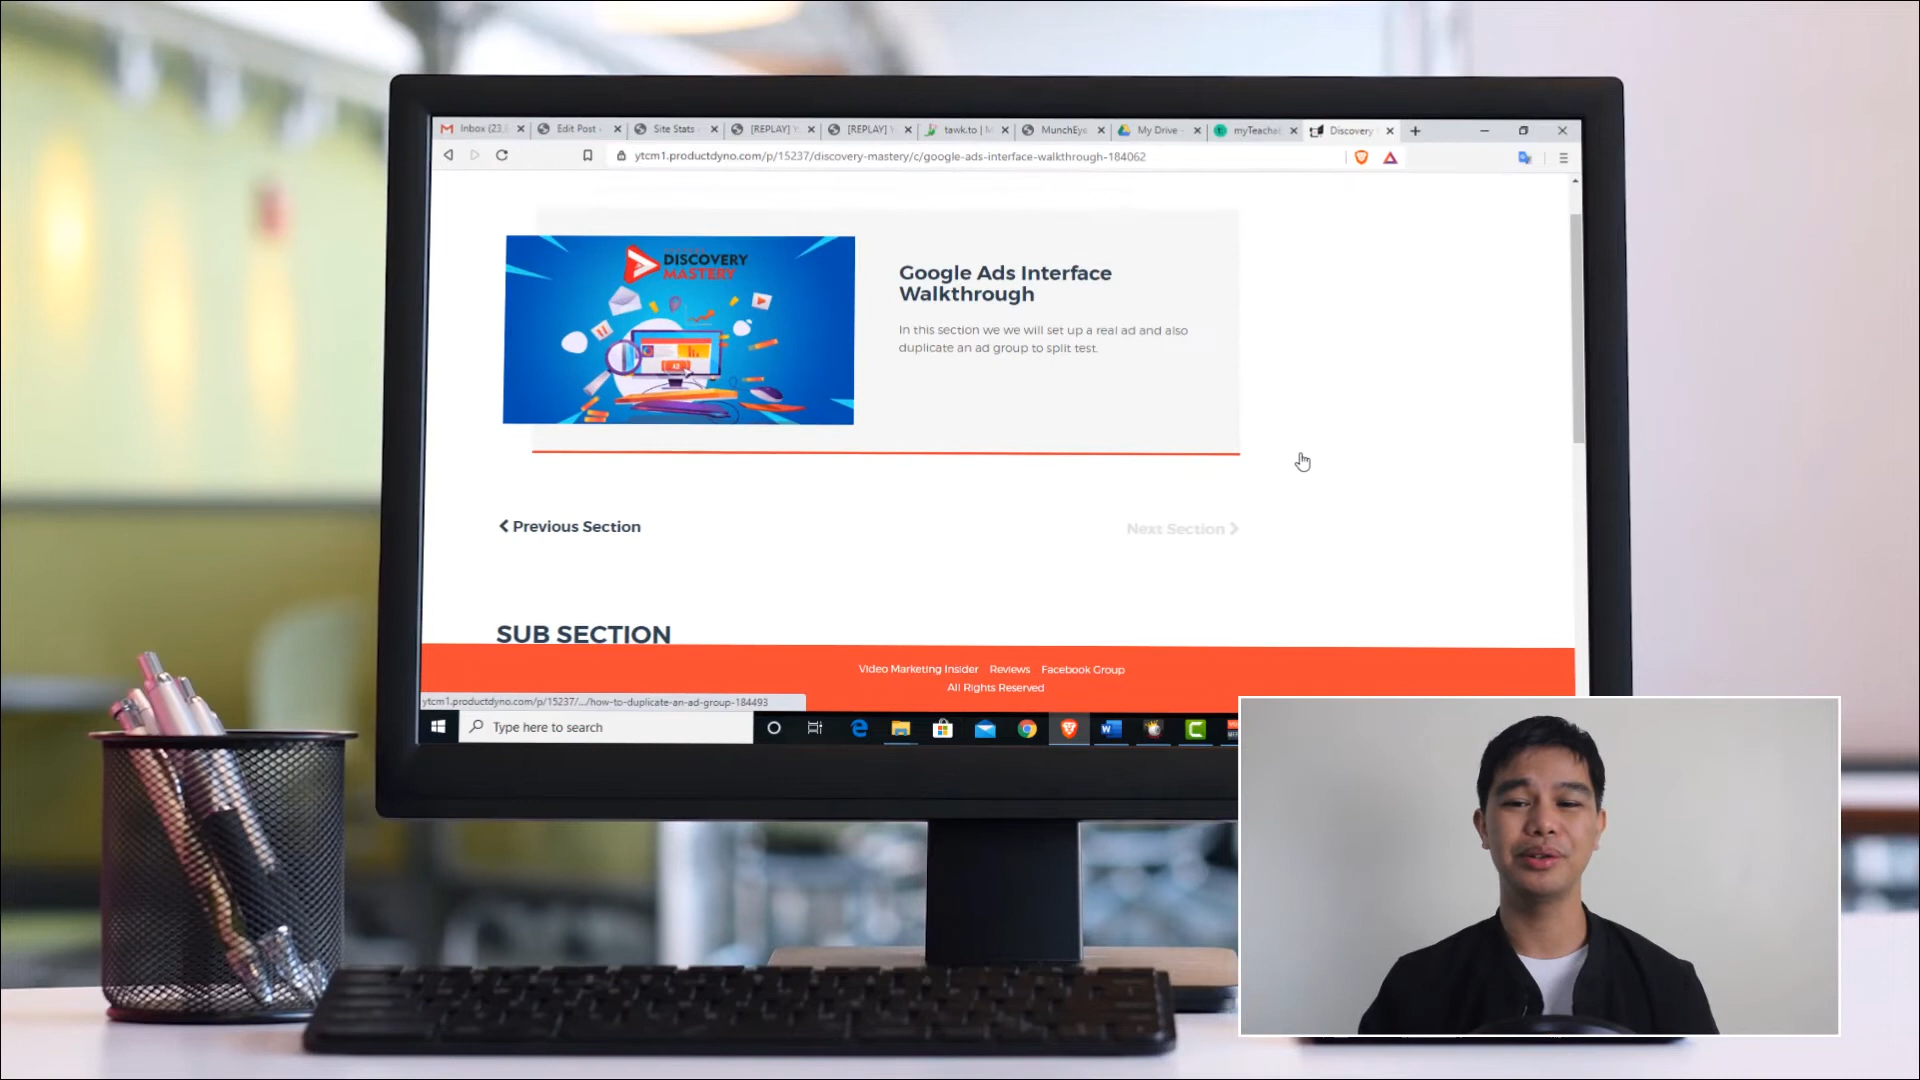 Inbox (23, Edit Post - Site Stats [REPLAY] [REPLAY] tawk.to | MunchEye My Drive - myTeachab Discovery
ytcm1.productdyno.com/p/15237/discovery-mastery/c/google-ads-interface-walkthrough-184062
DISCOVERY
MASTERY
AD
Google Ads Interface
Walkthrough
In this section we we will set up a real ad and also
duplicate an ad group to split test.
Previous Section
Next Section
SUB SECTION
Video Marketing Insider Reviews Facebook Group
All Rights Reserved
ytcm1.productdyno.com/p/15237/.../how-to-duplicate-an-ad-group-184493
Type here to search